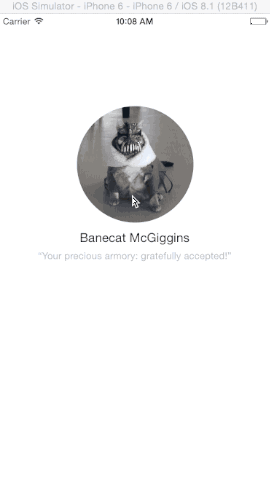 iOS Simulator - iPhone 6 - iPhone 6 / iOS 8.1 (12B411)
Carrier 10:08 AM
Banecat McGiggins
"Your precious armory: gratefully accepted!"